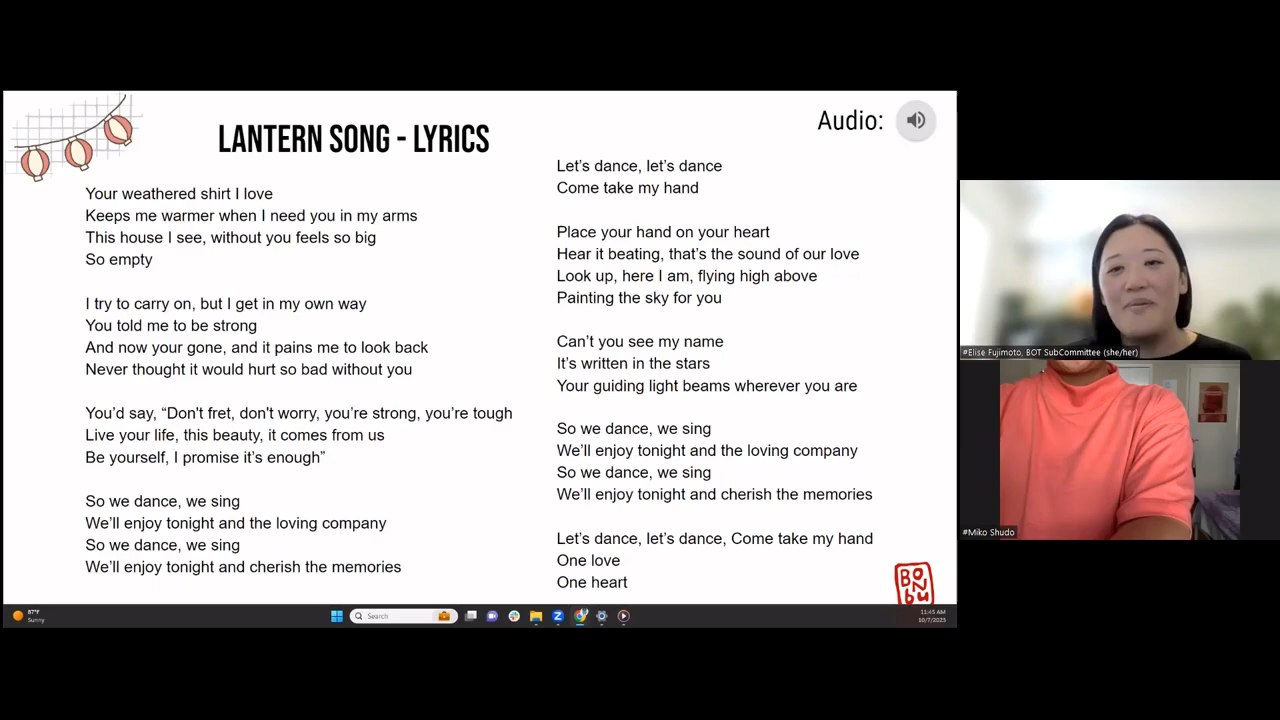 LANTERN SONG - LYRICS
Audio:
Your weathered shirt I love
Keeps me warmer when I need you in my arms
This house I see, without you feels so big
So empty
I try to carry on, but I get in my own way
You told me to be strong
And now your gone, and it pains me to look back
Never thought it would hurt so bad without you
You’d say, “Don't fret, don't worry, you’re strong, you’re tough
Live your life, this beauty, it comes from us
Be yourself, I promise it’s enough”
So we dance, we sing
We’ll enjoy tonight and the loving company
So we dance, we sing
We’ll enjoy tonight and cherish the memories
Let’s dance, let’s dance
Come take my hand
Place your hand on your heart
Hear it beating, that’s the sound of our love
Look up, here I am, flying high above
Painting the sky for you
Can’t you see my name
It’s written in the stars
Your guiding light beams wherever you are
So we dance, we sing
We’ll enjoy tonight and the loving company
So we dance, we sing
We’ll enjoy tonight and cherish the memories
Let’s dance, let’s dance, Come take my hand
One love
One heart
BONbu
#Elise Fujimoto, BOT SubCommittee (she/her)
#Miko Shudo
87°F
Sunny
Search
11:45 AM
10/7/2023